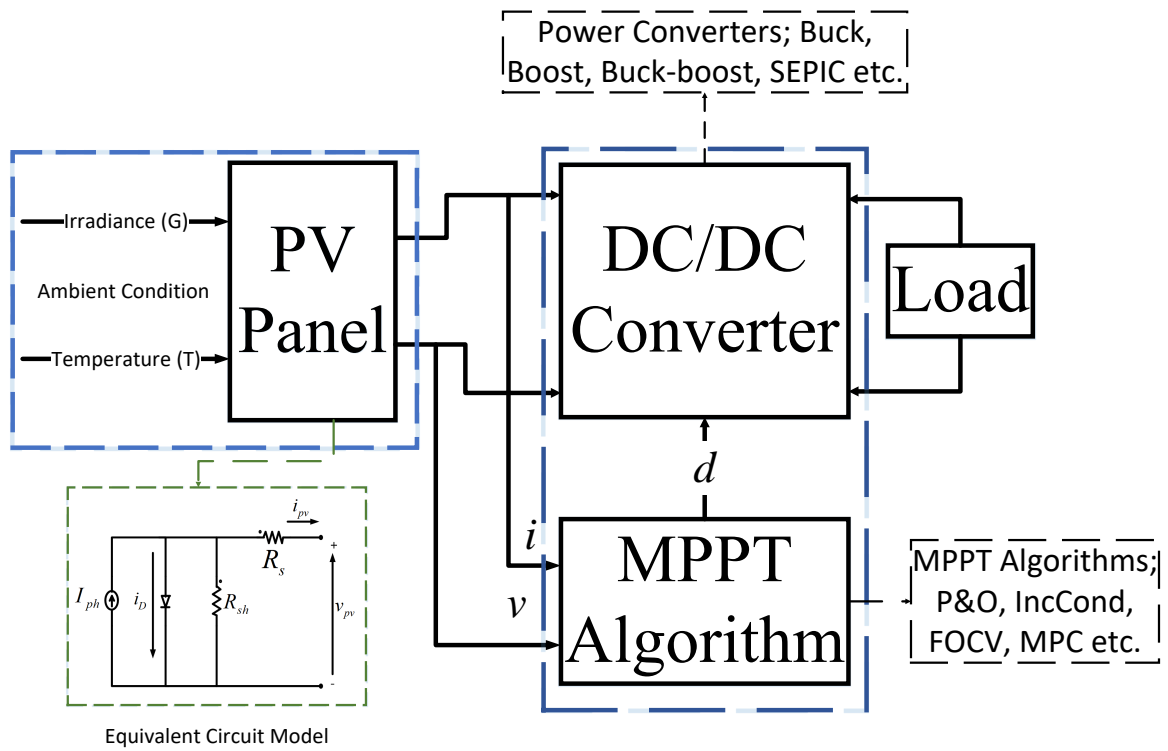 Power Converters; Buck,
Boost, Buck-boost, SEPIC etc.
Irradiance (G)
Ambient Condition
Temperature (T)
PV
Panel
DC/DC
Converter
Load
d
i
v
MPPT
Algorithm
MPPT Algorithms;
P&O, IncCond,
FOCV, MPC etc.
i_pv
R_s
+
I_ph
i_D
R_sh
v_pv
-
Equivalent Circuit Model